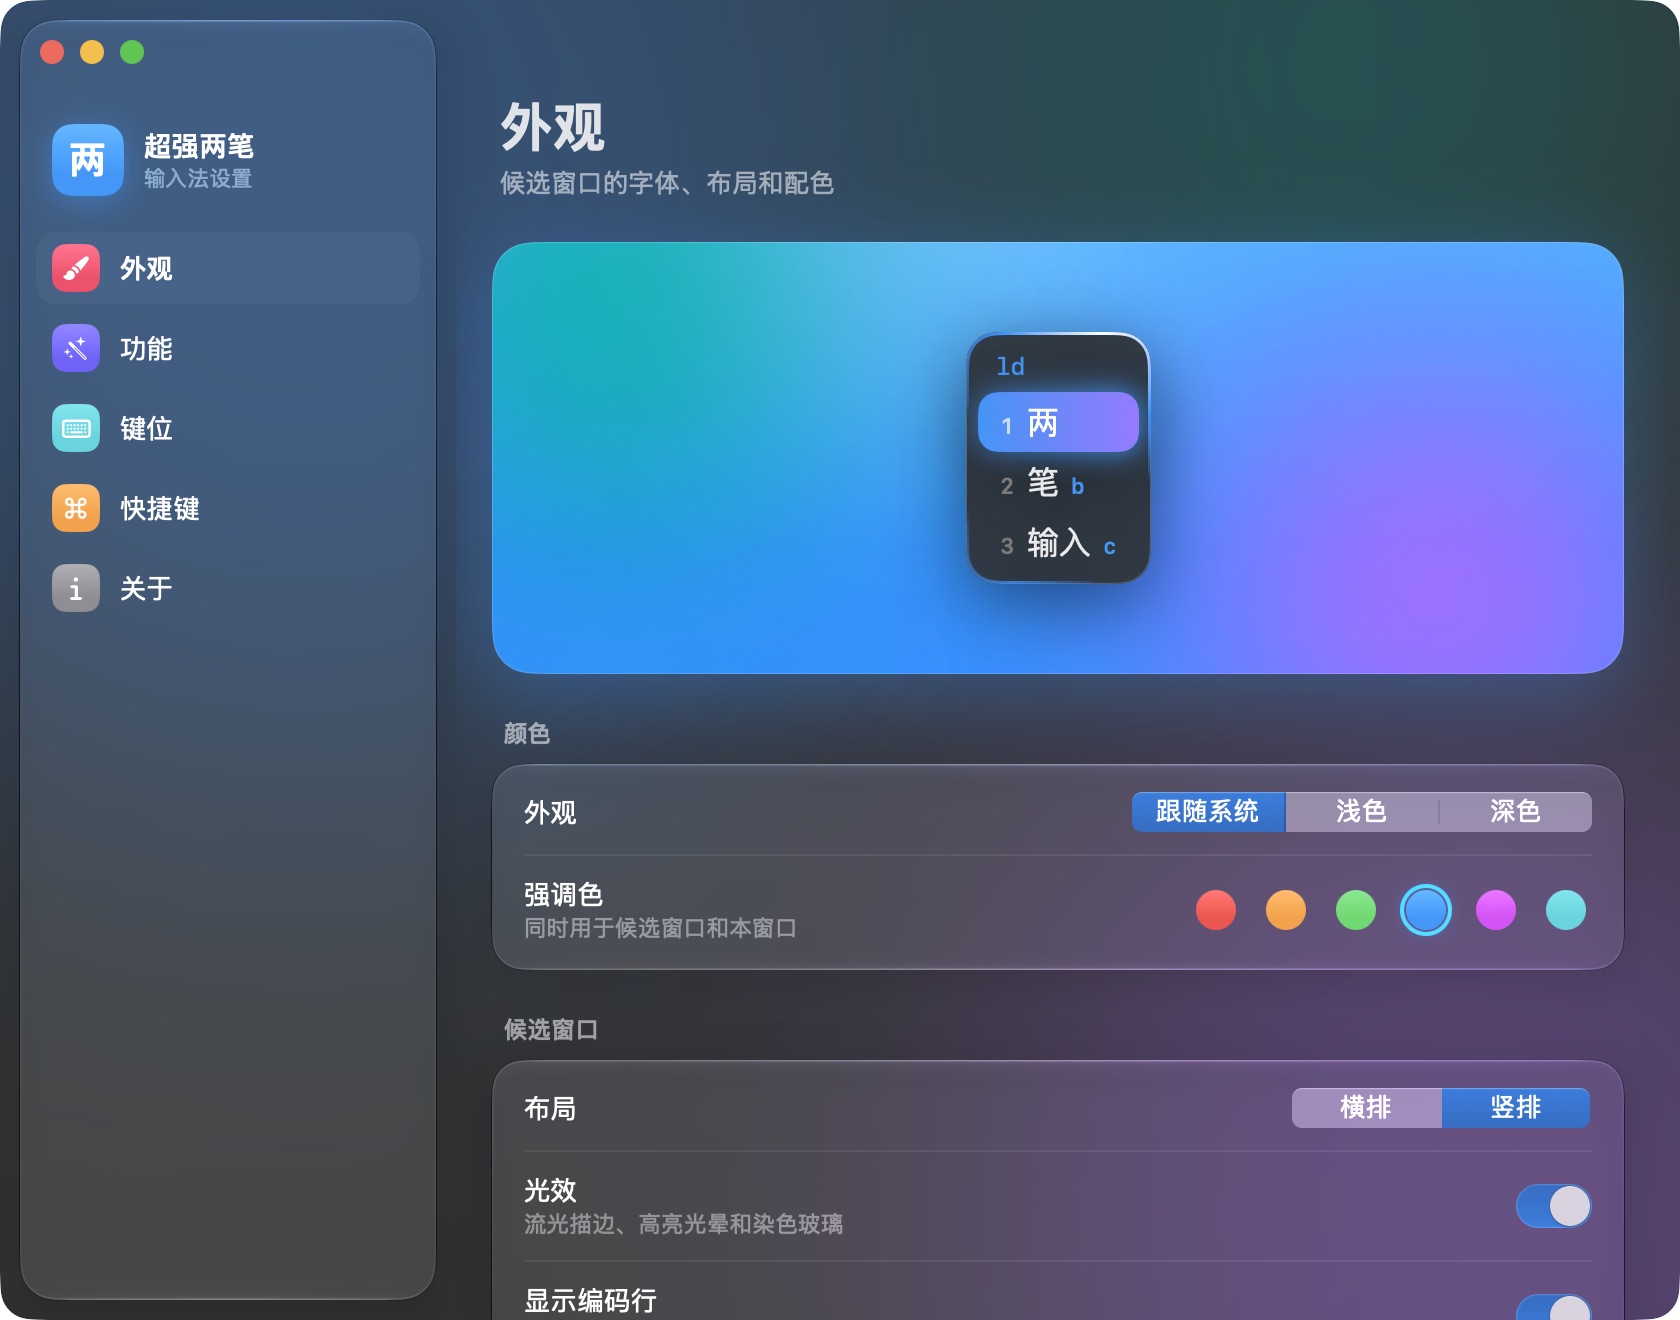 两
超强两笔
输入法设置
外观
功能
键位
快捷键
关于
外观
候选窗口的字体、布局和配色
ld
1 两
2 笔 b
3 输入 c
颜色
外观
跟随系统 浅色 深色
强调色
同时用于候选窗口和本窗口
候选窗口
布局
横排 竖排
光效
流光描边、高亮光晕和染色玻璃
显示编码行